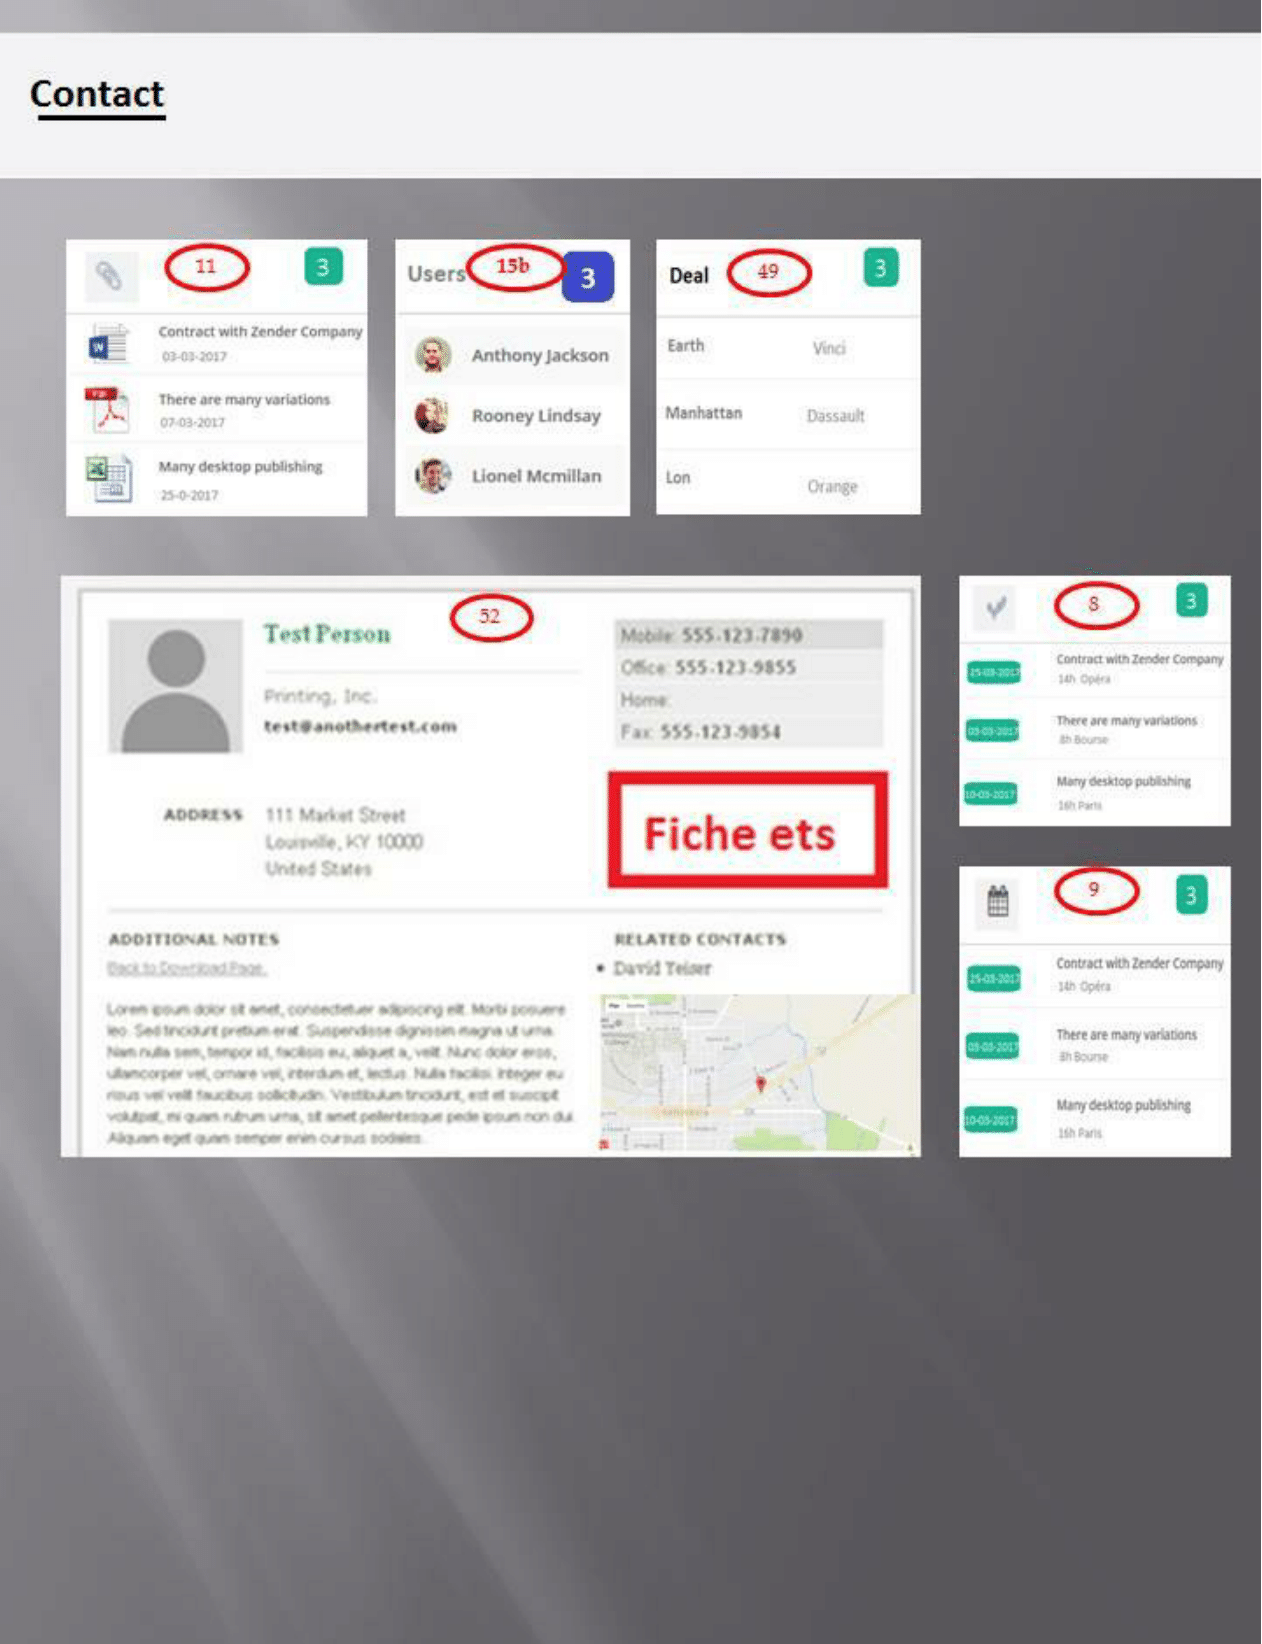 Contact
11
3
Contract with Zender Company
03-03-2017
There are many variations
07-03-2017
Many desktop publishing
25-0-2017
Users
15b
3
Anthony Jackson
Rooney Lindsay
Lionel Mcmillan
Deal
49
3
Earth
Vinci
Manhattan
Dassault
Lon
Orange
52
Test Person
Printing, Inc.
test@anothertest.com
Mobile: 555-123-7890
Office: 555-123-9855
Home:
Fax: 555-123-9854
ADDRESS
111 Market Street
Louisville, KY 10000
United States
Fiche ets
ADDITIONAL NOTES
Back to Download Page.
Lorem ipsum dolor sit amet, consectetuer adipiscing elit. Morbi posuere
leo. Sed tincidunt pretium erat. Suspendisse dignissim magna ut urna.
Nam nulla sem, tempor id, facilisis eu, aliquet a, velit. Nunc dolor eros,
ullamcorper vel, ornare vel, interdum et, lectus. Nulla facilisi. Integer eu
risus vel velit faucibus sollicitudin. Vestibulum tincidunt, est et suscipit
volutpat, mi quam rutrum urna, sit amet pellentesque pede ipsum non dui.
Aliquam eget quam semper enim cursus sodales.
RELATED CONTACTS
• David Teiser
8
3
25-03-2017
Contract with Zender Company
14h Opéra
03-03-2017
There are many variations
8h Bourse
10-03-2017
Many desktop publishing
16h Paris
9
3
25-03-2017
Contract with Zender Company
14h Opéra
03-03-2017
There are many variations
8h Bourse
10-03-2017
Many desktop publishing
16h Paris